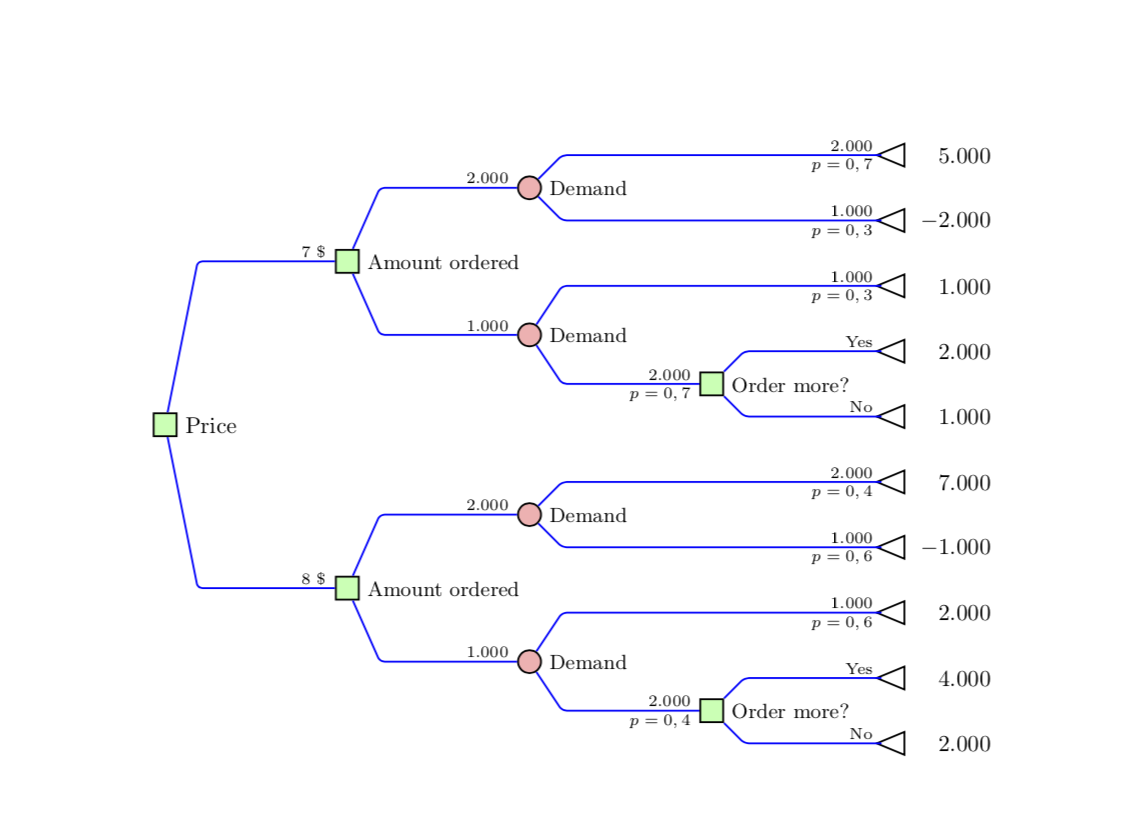 2.000
p = 0, 7
5.000
2.000
Demand
1.000
p = 0, 3
−2.000
7 $
Amount ordered
1.000
p = 0, 3
1.000
1.000
Demand
Yes
2.000
2.000
p = 0, 7
Order more?
No
1.000
Price
2.000
p = 0, 4
7.000
2.000
Demand
1.000
p = 0, 6
−1.000
8 $
Amount ordered
1.000
p = 0, 6
2.000
1.000
Demand
Yes
4.000
2.000
p = 0, 4
Order more?
No
2.000